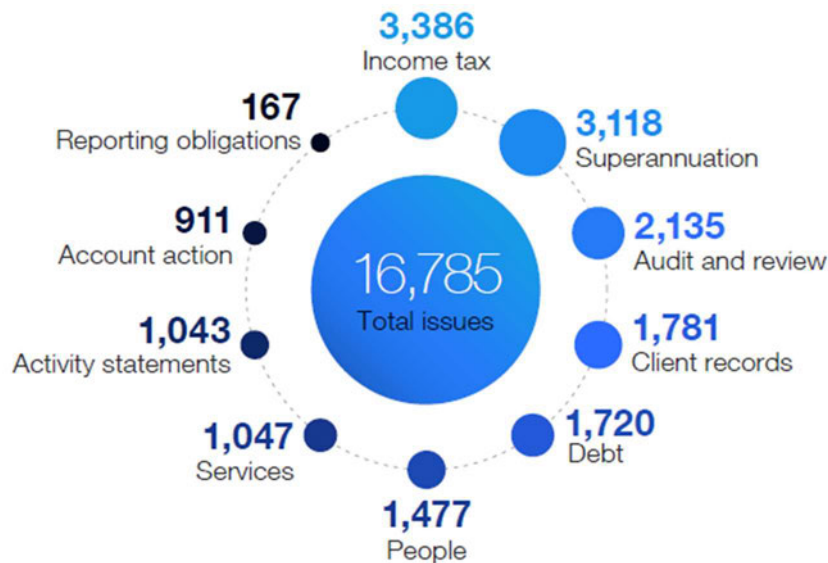 3,386
Income tax
3,118
Superannuation
2,135
Audit and review
1,781
Client records
1,720
Debt
1,477
People
1,047
Services
1,043
Activity statements
911
Account action
167
Reporting obligations
16,785
Total issues